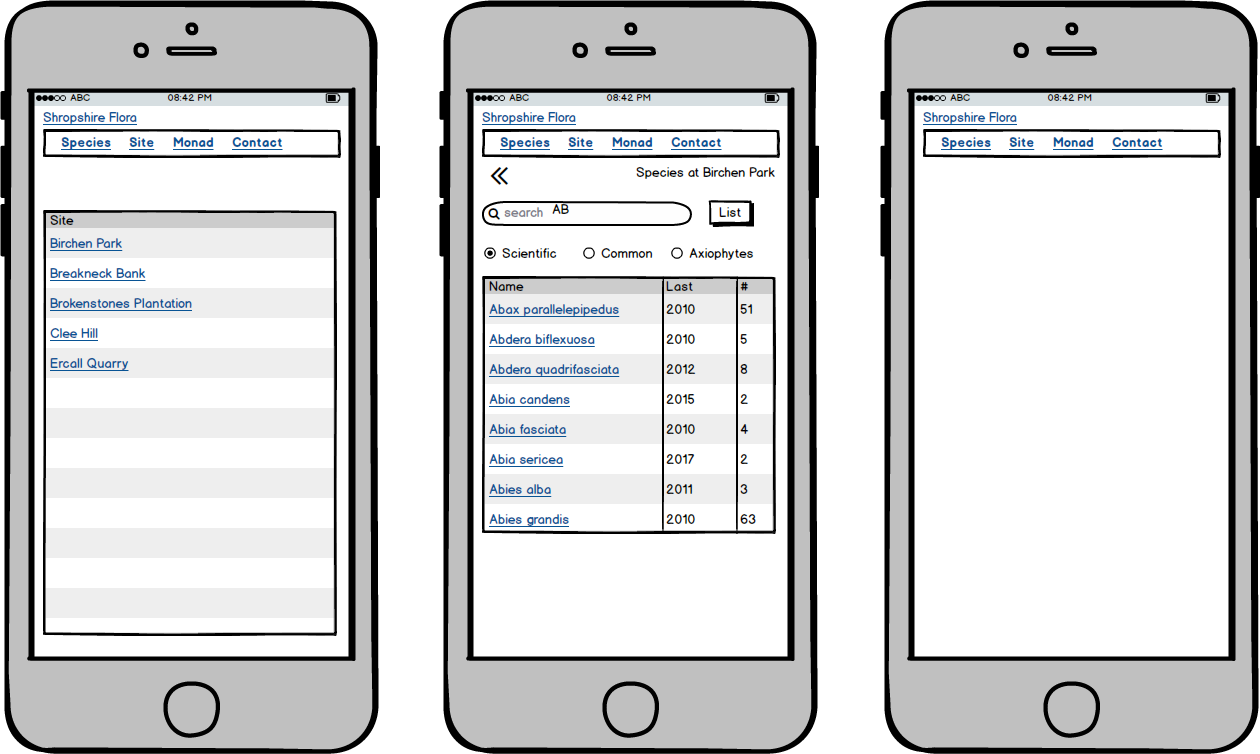 ABC 08:42 PM
Shropshire Flora
Species Site Monad Contact
Site
Birchen Park
Breakneck Bank
Brokenstones Plantation
Clee Hill
Ercall Quarry
ABC 08:42 PM
Shropshire Flora
Species Site Monad Contact
Species at Birchen Park
search AB List
Scientific Common Axiophytes
Name Last #
Abax parallelepipedus 2010 51
Abdera biflexuosa 2010 5
Abdera quadrifasciata 2012 8
Abia candens 2015 2
Abia fasciata 2010 4
Abia sericea 2017 2
Abies alba 2011 3
Abies grandis 2010 63
ABC 08:42 PM
Shropshire Flora
Species Site Monad Contact